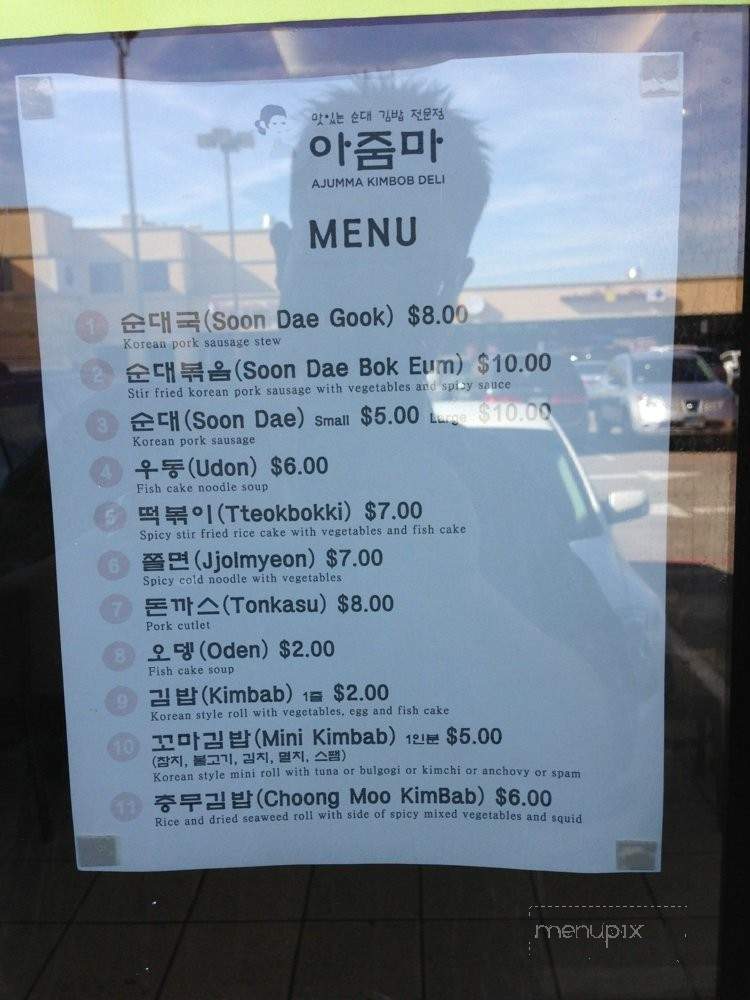 맛있는 순대 김밥 전문점
아줌마
AJUMMA KIMBOB DELI
MENU
1 순대국(Soon Dae Gook) $8.00
Korean pork sausage stew
2 순대볶음(Soon Dae Bok Eum) $10.00
Stir fried korean pork sausage with vegetables and spicy sauce
3 순대(Soon Dae) Small $5.00 Large $10.00
Korean pork sausage
4 우동(Udon) $6.00
Fish cake noodle soup
5 떡볶이(Tteokbokki) $7.00
Spicy stir fried rice cake with vegetables and fish cake
6 쫄면(Jjolmyeon) $7.00
Spicy cold noodle with vegetables
7 돈까스(Tonkasu) $8.00
Pork cutlet
8 오뎅(Oden) $2.00
Fish cake soup
9 김밥(Kimbab) 1줄 $2.00
Korean style roll with vegetables, egg and fish cake
10 꼬마김밥(Mini Kimbab) 1인분 $5.00
(참치, 불고기, 김치, 멸치, 스팸)
Korean style mini roll with tuna or bulgogi or kimchi or anchovy or spam
11 충무김밥(Choong Moo KimBab) $6.00
Rice and dried seaweed roll with side of spicy mixed vegetables and squid
menupix